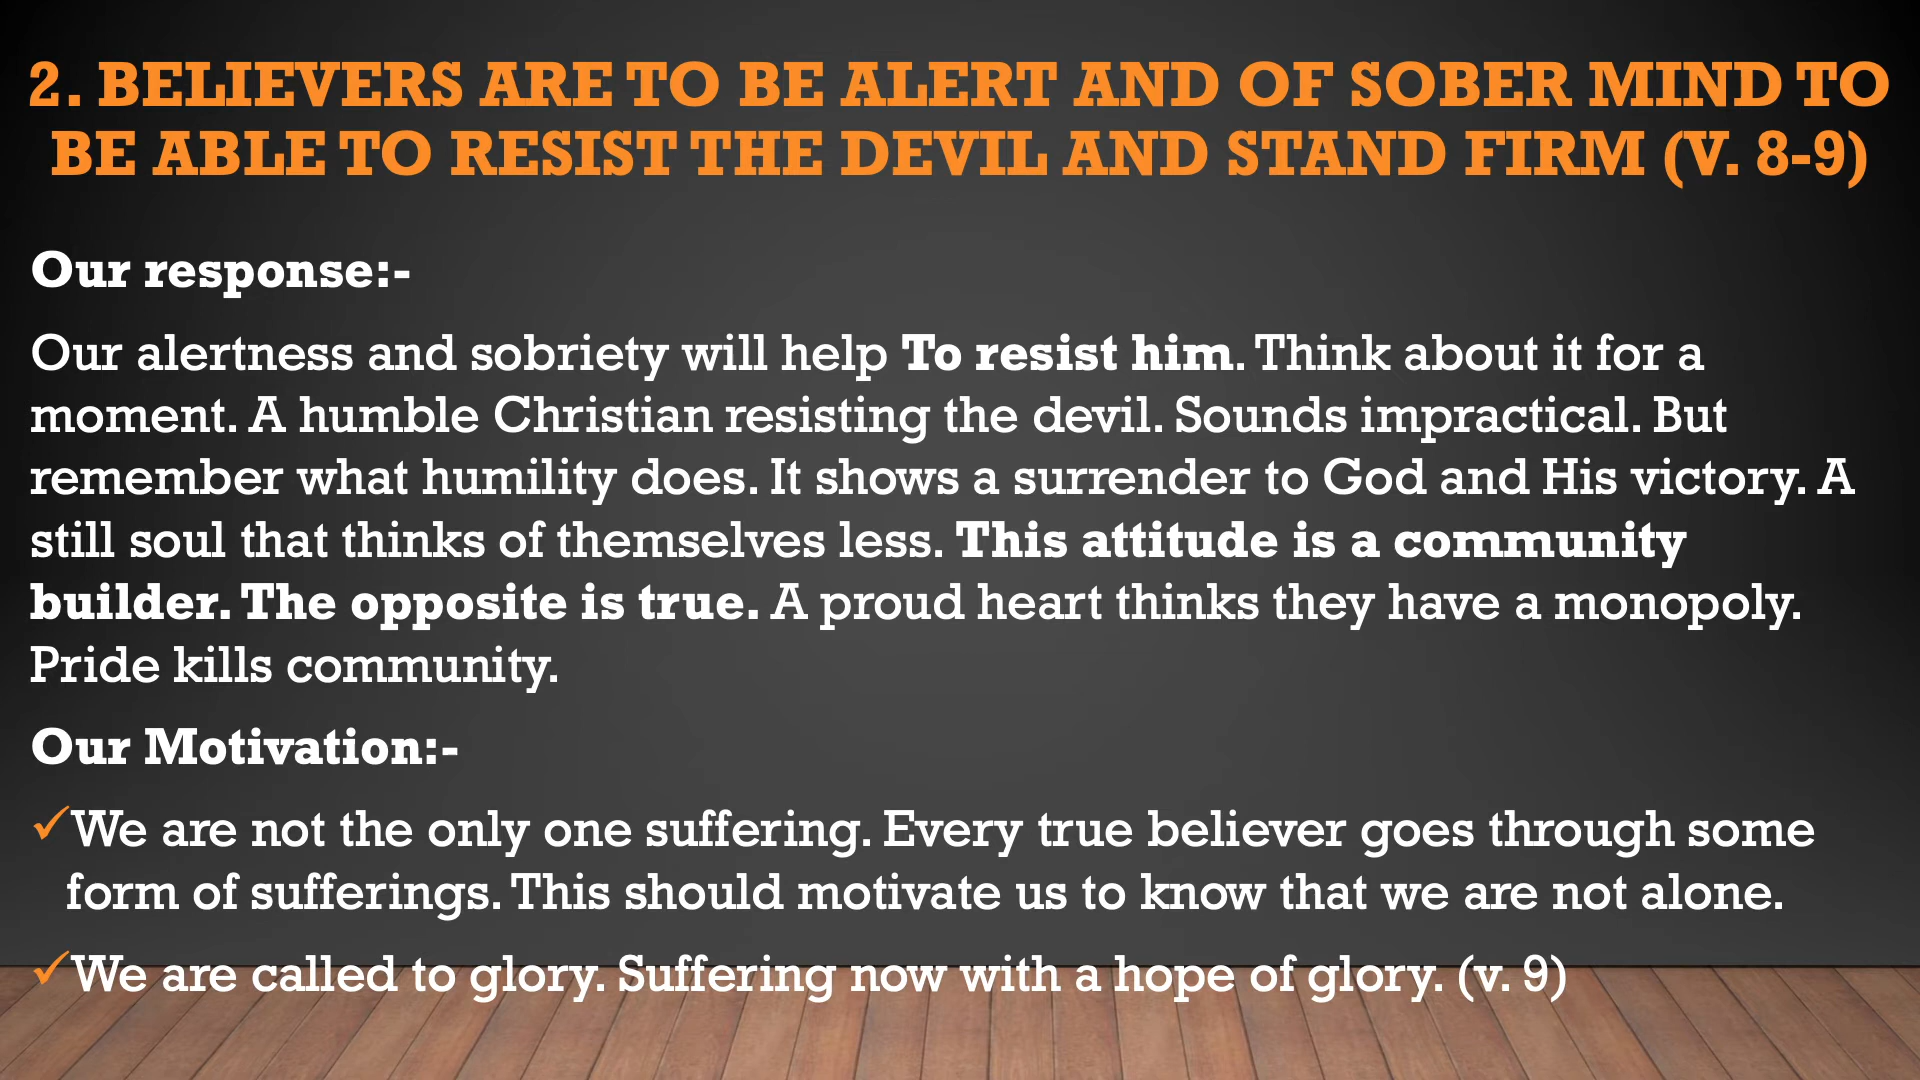 2. BELIEVERS ARE TO BE ALERT AND OF SOBER MIND TO
BE ABLE TO RESIST THE DEVIL AND STAND FIRM (V. 8-9)
Our response:-
Our alertness and sobriety will help To resist him. Think about it for a
moment. A humble Christian resisting the devil. Sounds impractical. But
remember what humility does. It shows a surrender to God and His victory. A
still soul that thinks of themselves less. This attitude is a community
builder. The opposite is true. A proud heart thinks they have a monopoly.
Pride kills community.
Our Motivation:-
✓We are not the only one suffering. Every true believer goes through some
form of sufferings. This should motivate us to know that we are not alone.
✓We are called to glory. Suffering now with a hope of glory. (v. 9)